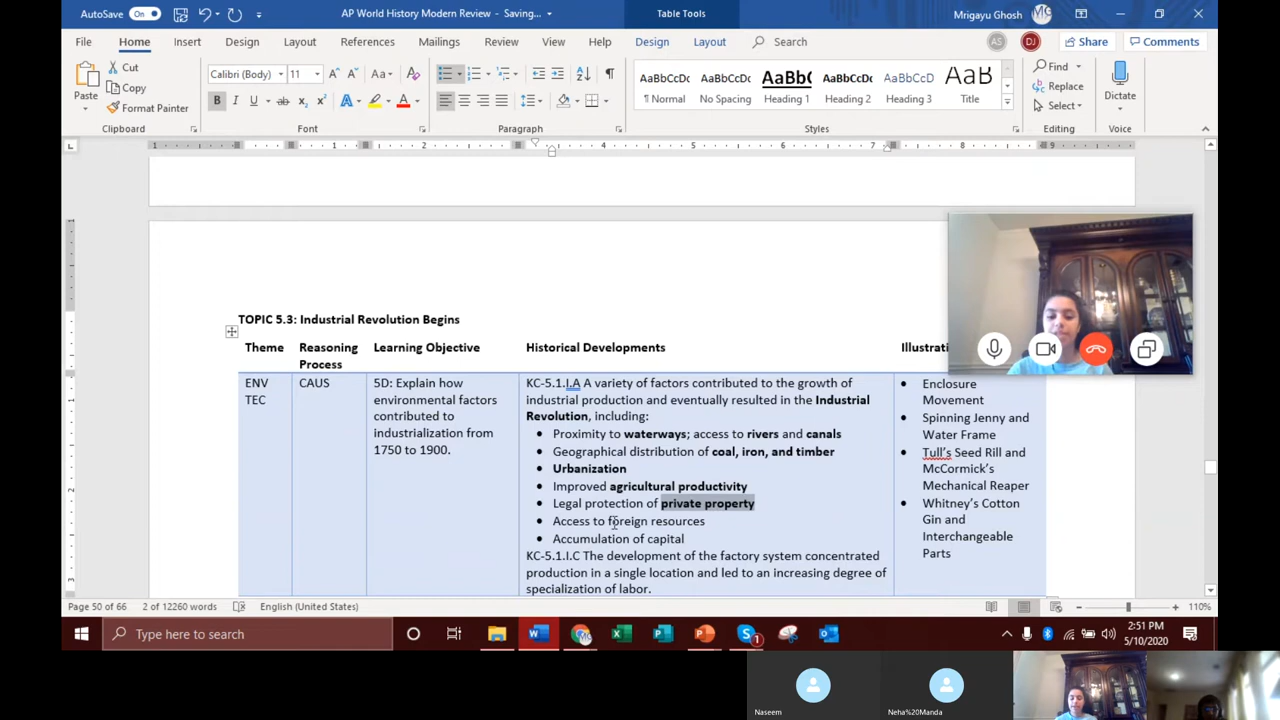 AutoSave On
AP World History Modern Review - Saving...
Table Tools
Mrigayu Ghosh
MG
File Home Insert Design Layout References Mailings Review View Help Design Layout Search
AS DJ Share Comments
Paste
Cut
Copy
Format Painter
Calibri (Body) 11
AaBbCcDc AaBbCcDc AaBbC AaBbCcDc AaBbCcD AaB
¶ Normal No Spacing Heading 1 Heading 2 Heading 3 Title
Find
Replace
Select
Dictate
Clipboard Font Paragraph Styles Editing Voice
TOPIC 5.3: Industrial Revolution Begins
Theme
Reasoning
Process
Learning Objective
Historical Developments
Illustrati
ENV
TEC
CAUS
5D: Explain how
environmental factors
contributed to
industrialization from
1750 to 1900.
KC-5.1.I.A A variety of factors contributed to the growth of
industrial production and eventually resulted in the Industrial
Revolution, including:
• Proximity to waterways; access to rivers and canals
• Geographical distribution of coal, iron, and timber
• Urbanization
• Improved agricultural productivity
• Legal protection of private property
• Access to foreign resources
• Accumulation of capital
KC-5.1.I.C The development of the factory system concentrated
production in a single location and led to an increasing degree of
specialization of labor.
• Enclosure
Movement
• Spinning Jenny and
Water Frame
• Tull's Seed Rill and
McCormick's
Mechanical Reaper
• Whitney's Cotton
Gin and
Interchangeable
Parts
Page 50 of 66 2 of 12260 words English (United States) 110%
Type here to search
2:51 PM
5/10/2020
Naseem
Neha%20Manda